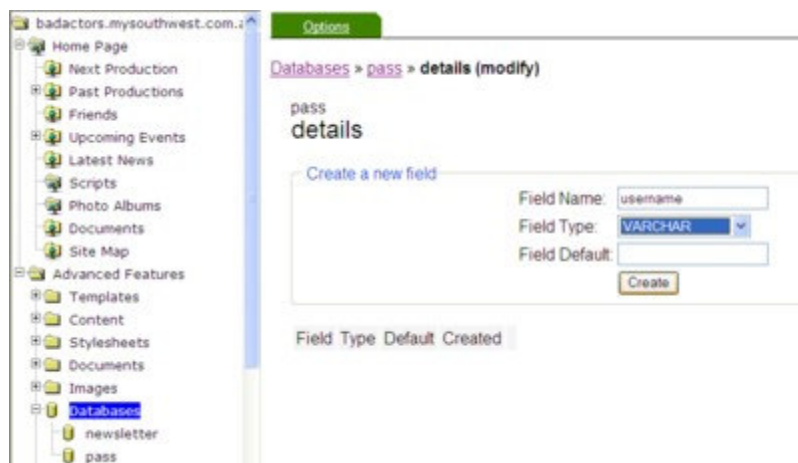 badactors.mysouthwest.com.a
Home Page
Next Production
Past Productions
Friends
Upcoming Events
Latest News
Scripts
Photo Albums
Documents
Site Map
Advanced Features
Templates
Content
Stylesheets
Documents
Images
Databases
newsletter
pass
Options
Databases » pass » details (modify)
pass
details
Create a new field
Field Name: username
Field Type: VARCHAR
Field Default:
Create
Field Type Default Created